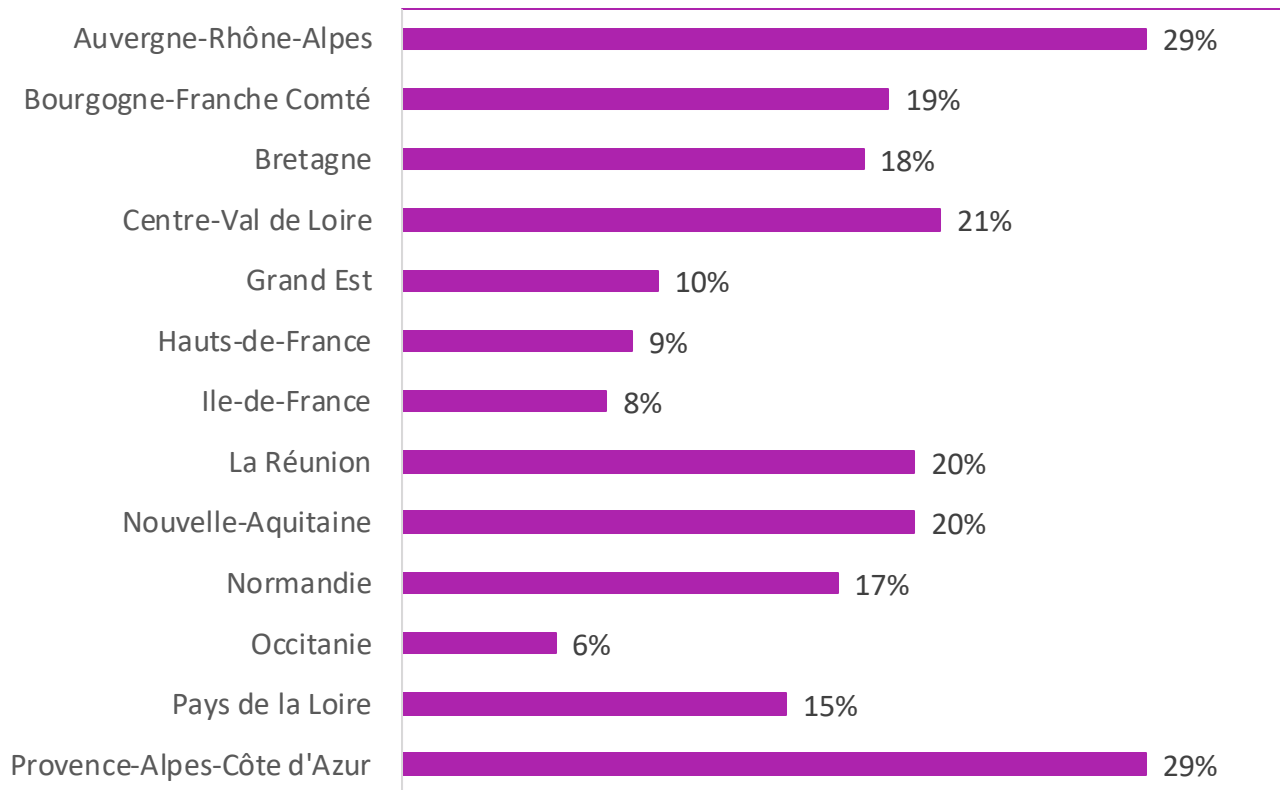 Auvergne-Rhône-Alpes 29%
Bourgogne-Franche Comté 19%
Bretagne 18%
Centre-Val de Loire 21%
Grand Est 10%
Hauts-de-France 9%
Ile-de-France 8%
La Réunion 20%
Nouvelle-Aquitaine 20%
Normandie 17%
Occitanie 6%
Pays de la Loire 15%
Provence-Alpes-Côte d'Azur 29%